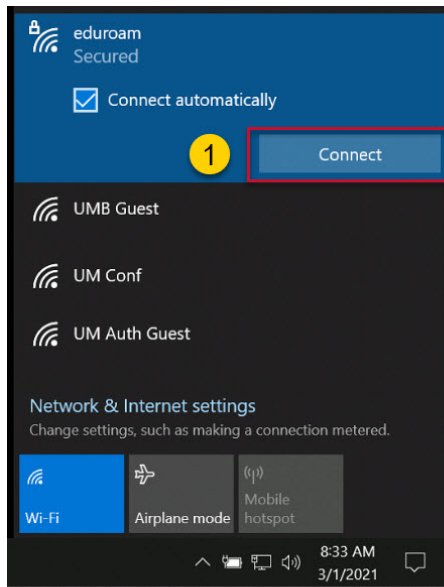 eduroam
Secured
Connect automatically
1
Connect
UMB Guest
UM Conf
UM Auth Guest
Network & Internet settings
Change settings, such as making a connection metered.
Wi-Fi
Airplane mode
Mobile
hotspot
8:33 AM
3/1/2021